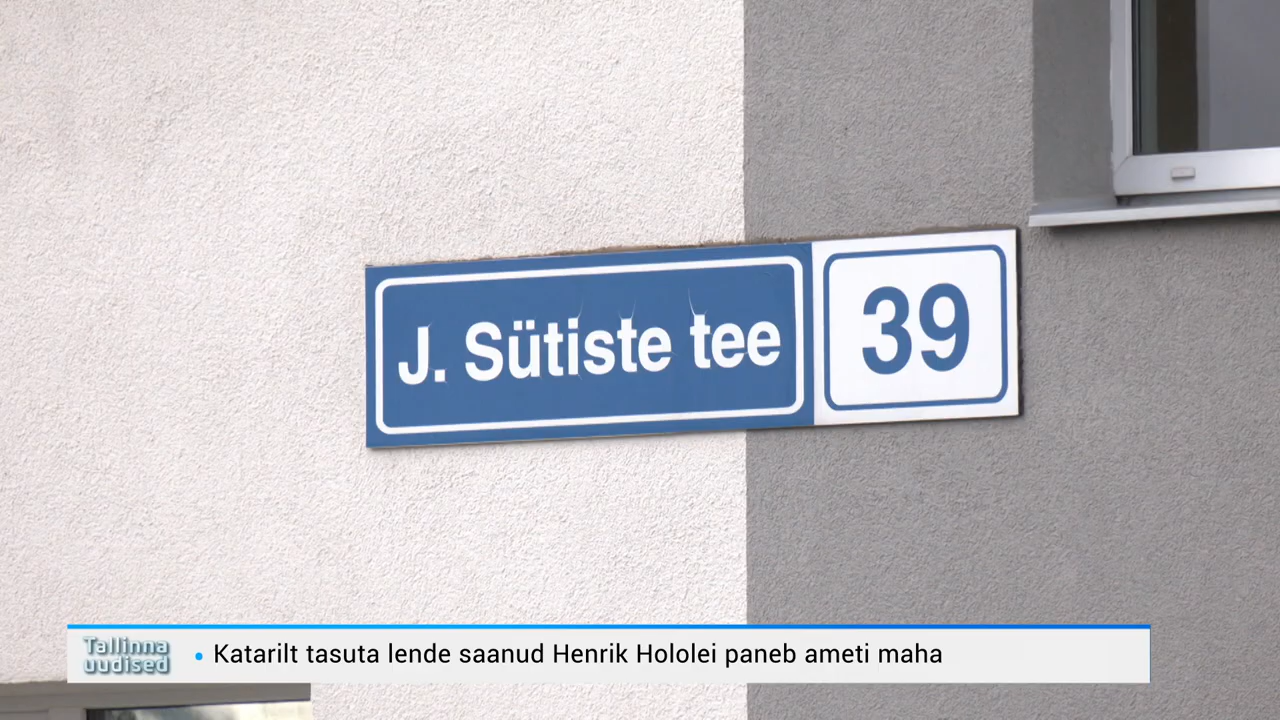 J. Sütiste tee 39
Tallinna
uudised
• Katarilt tasuta lende saanud Henrik Hololei paneb ameti maha